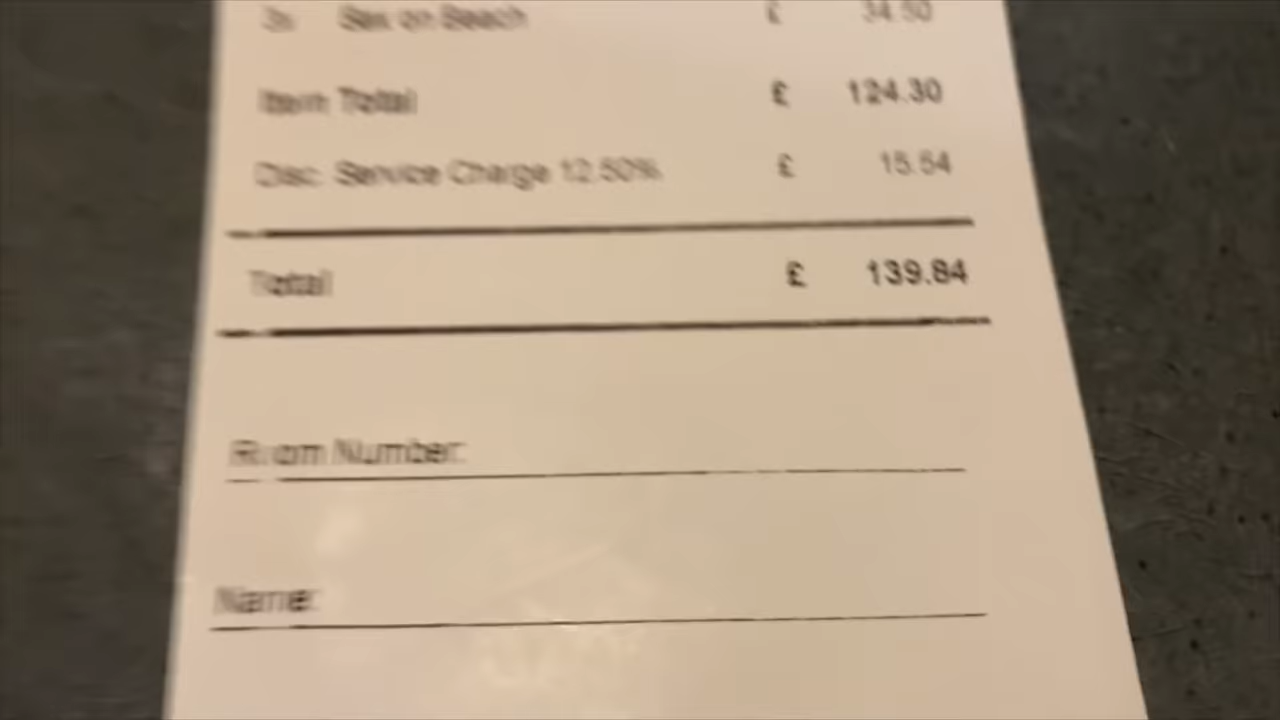 3x Sex on Beach £ 34.50
Item Total £ 124.30
Disc. Service Charge 12.50% £ 15.54
Total £ 139.84
Room Number:
Name: